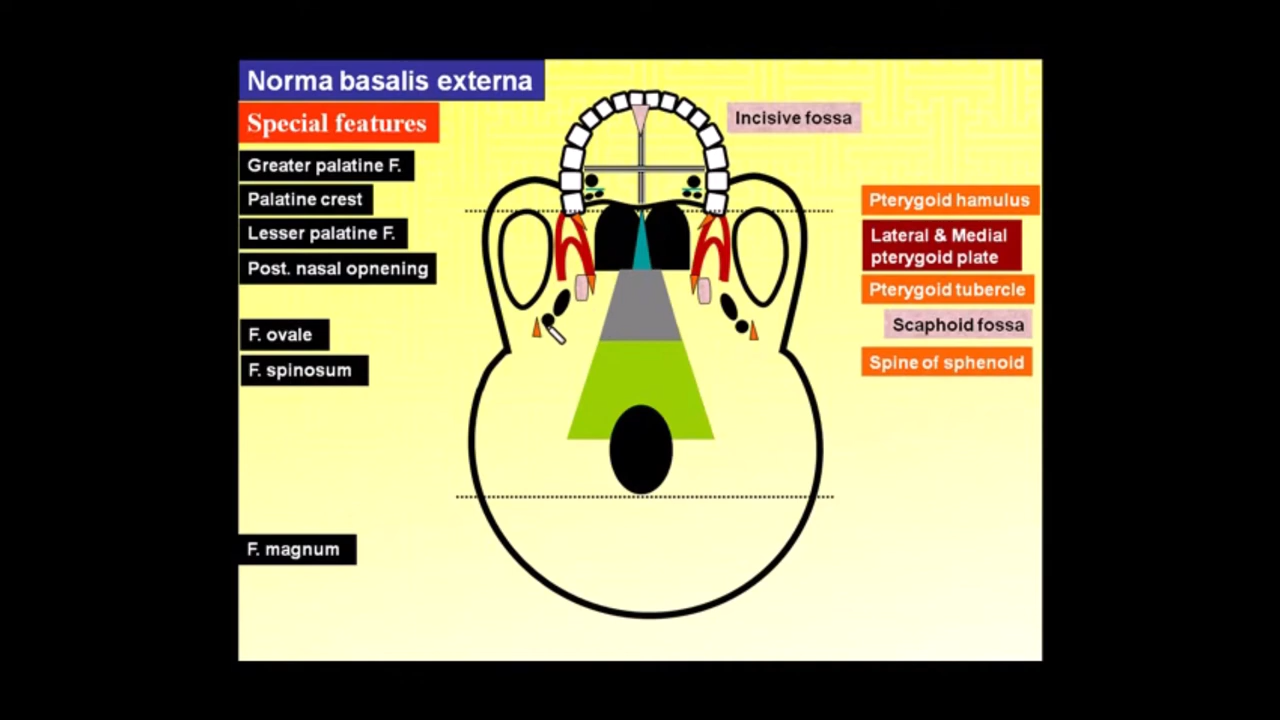 Norma basalis externa
Special features
Incisive fossa
Greater palatine F.
Palatine crest
Lesser palatine F.
Post. nasal opnening
F. ovale
F. spinosum
F. magnum
Pterygoid hamulus
Lateral & Medial
pterygoid plate
Pterygoid tubercle
Scaphoid fossa
Spine of sphenoid